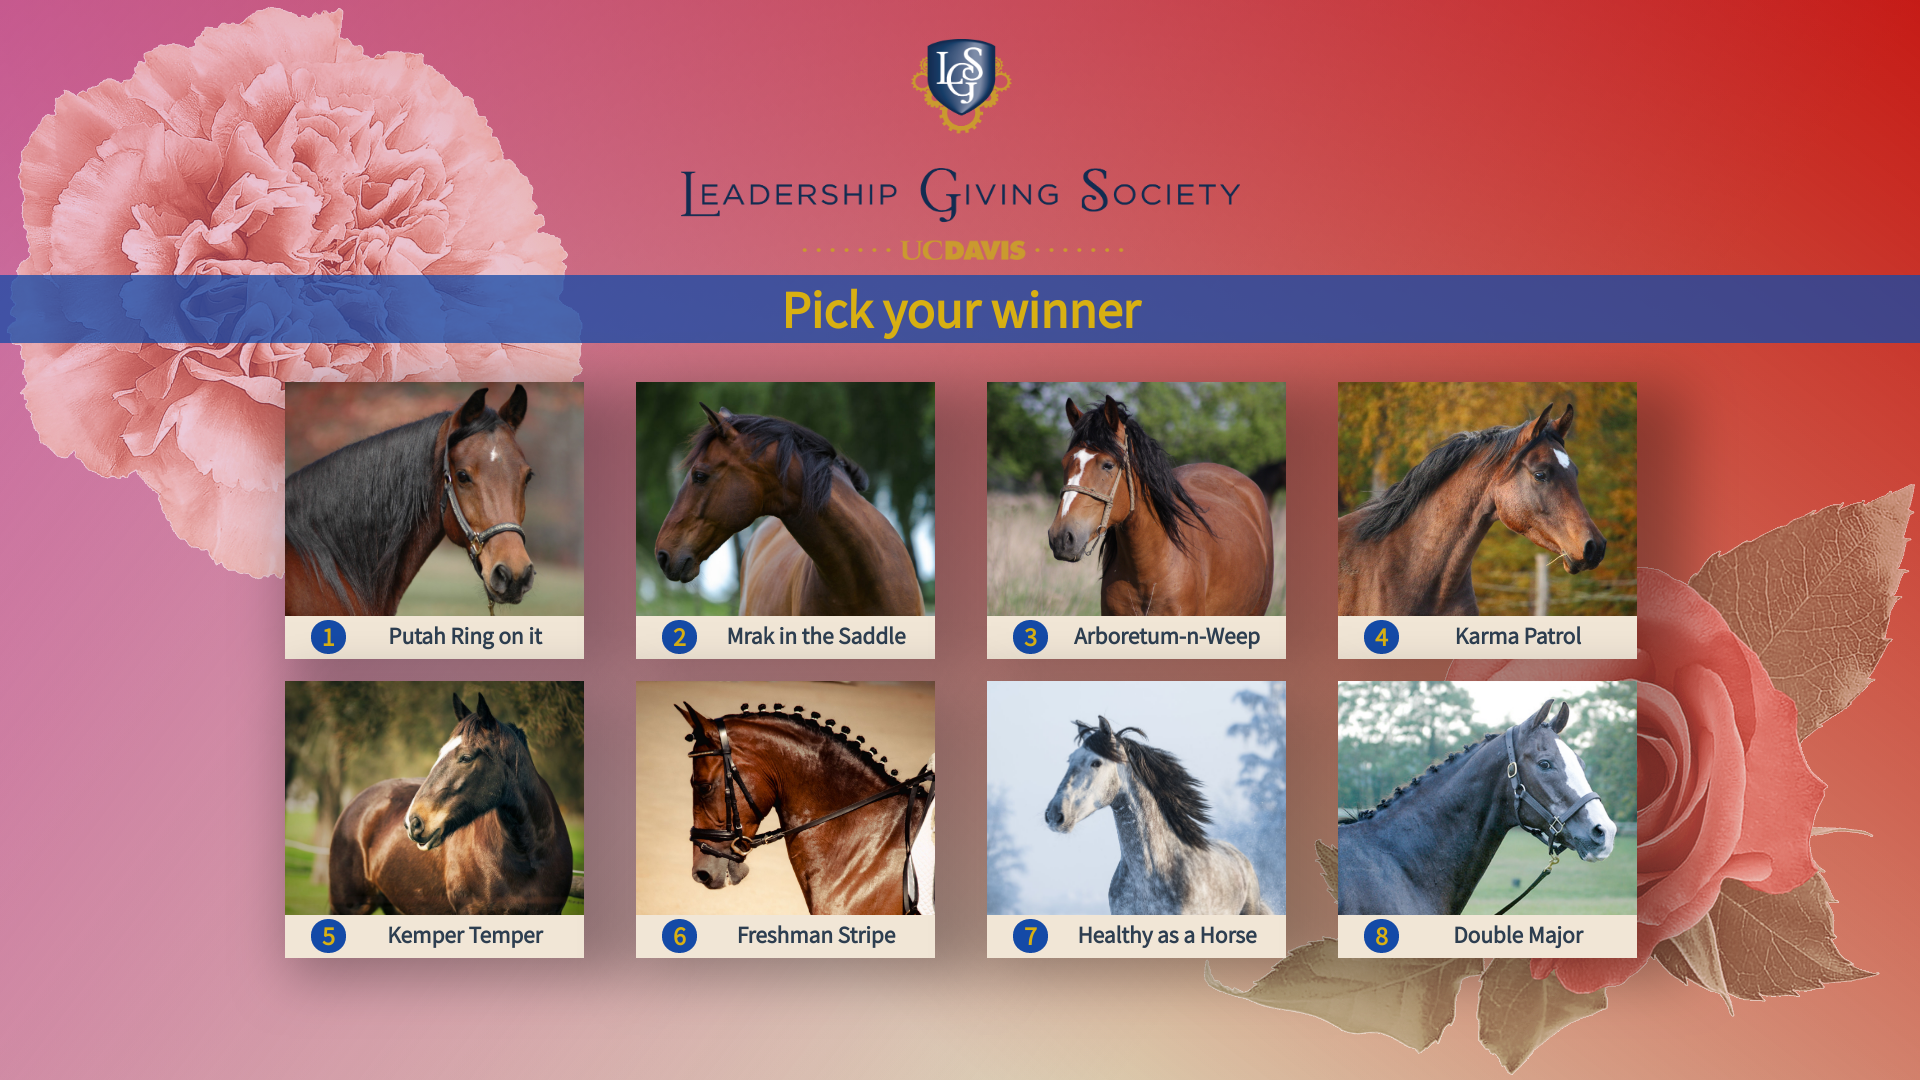 LGS
Leadership Giving Society
UCDAVIS
Pick your winner
1 Putah Ring on it
2 Mrak in the Saddle
3 Arboretum-n-Weep
4 Karma Patrol
5 Kemper Temper
6 Freshman Stripe
7 Healthy as a Horse
8 Double Major